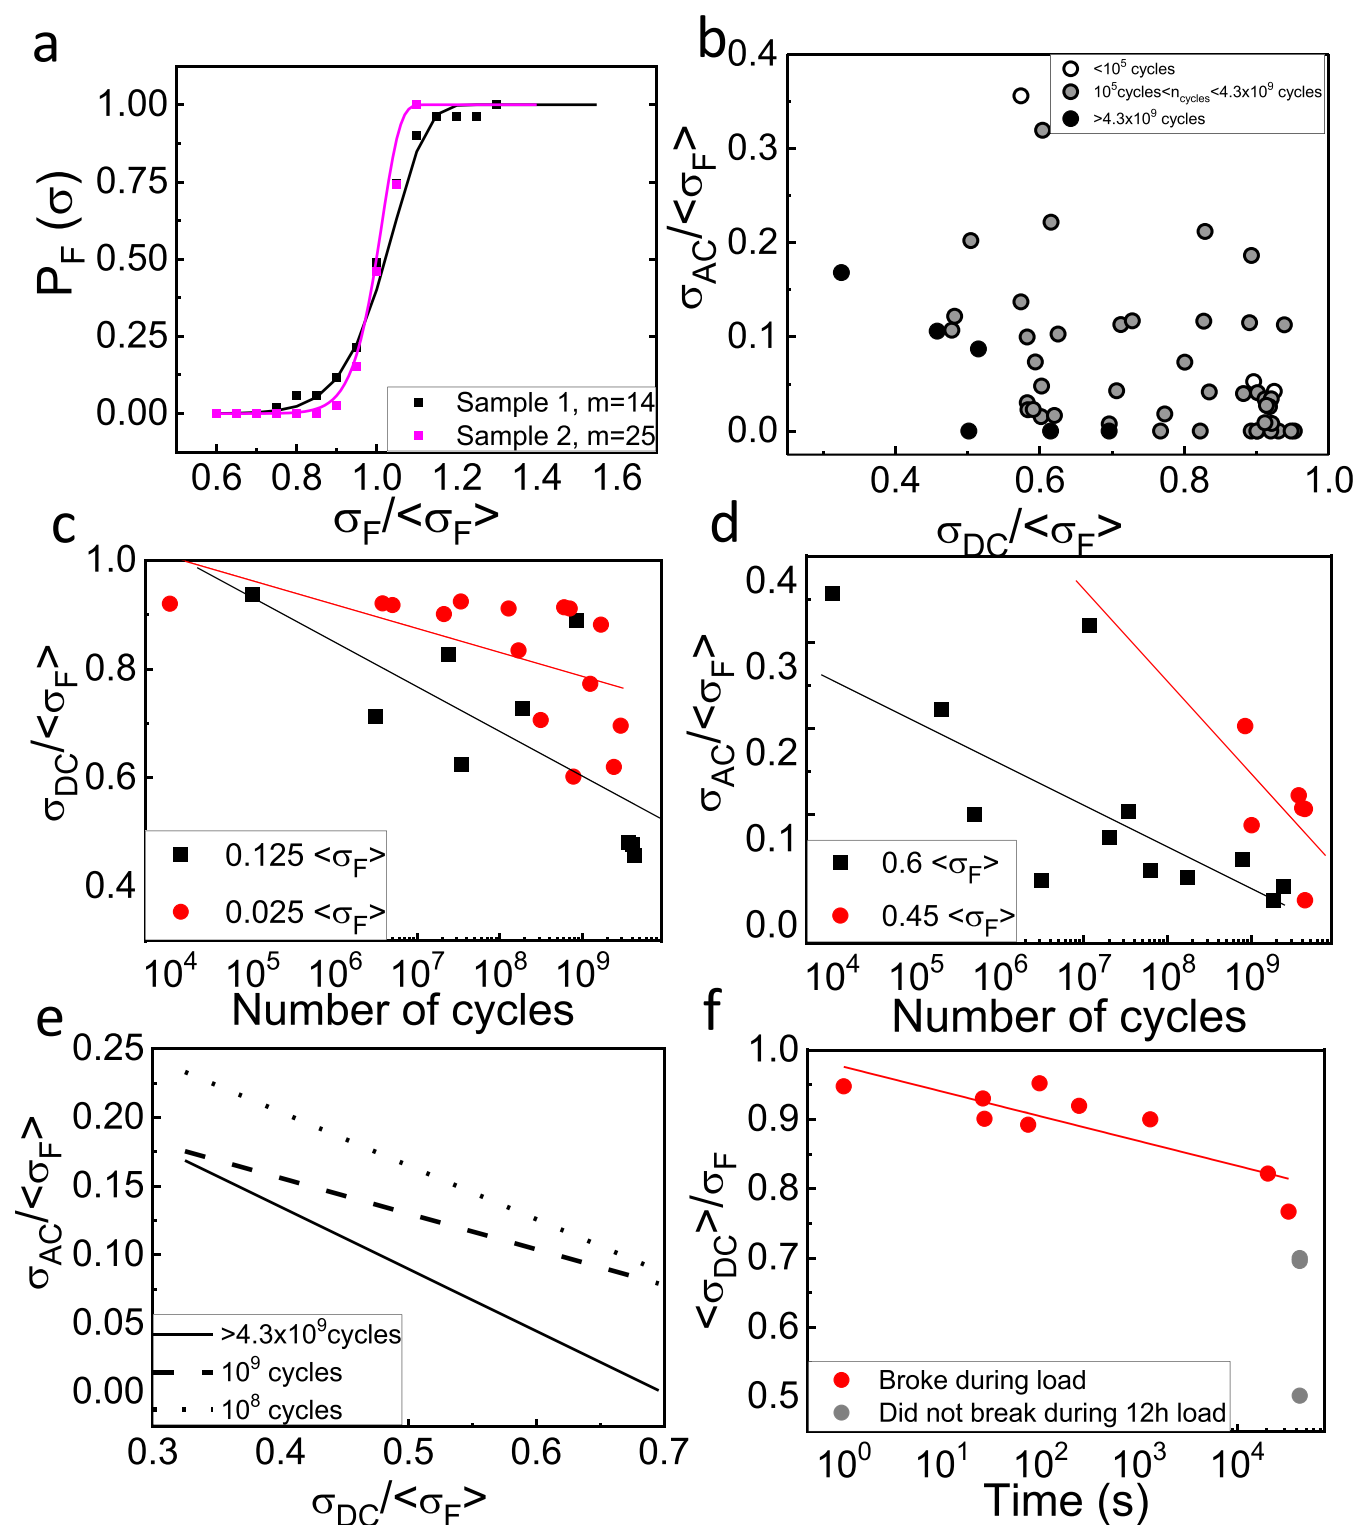 a
1.00
0.75
0.50
0.25
0.00
P_F (σ)
Sample 1, m=14
Sample 2, m=25
0.6 0.8 1.0 1.2 1.4 1.6
σ_F/<σ_F>
b
0.4
0.3
0.2
0.1
0.0
σ_AC/<σ_F>
<10^5 cycles
10^5cycles<n_cycles<4.3x10^9 cycles
>4.3x10^9 cycles
0.4 0.6 0.8 1.0
σ_DC/<σ_F>
c
1.0
0.8
0.6
0.4
σ_DC/<σ_F>
0.125 <σ_F>
0.025 <σ_F>
10^4 10^5 10^6 10^7 10^8 10^9
Number of cycles
d
0.4
0.3
0.2
0.1
0.0
σ_AC/<σ_F>
0.6 <σ_F>
0.45 <σ_F>
10^4 10^5 10^6 10^7 10^8 10^9
Number of cycles
e
0.25
0.20
0.15
0.10
0.05
0.00
σ_AC/<σ_F>
>4.3x10^9cycles
10^9 cycles
10^8 cycles
0.3 0.4 0.5 0.6 0.7
σ_DC/<σ_F>
f
1.0
0.9
0.8
0.7
0.6
0.5
<σ_DC>/σ_F
Broke during load
Did not break during 12h load
10^0 10^1 10^2 10^3 10^4
Time (s)